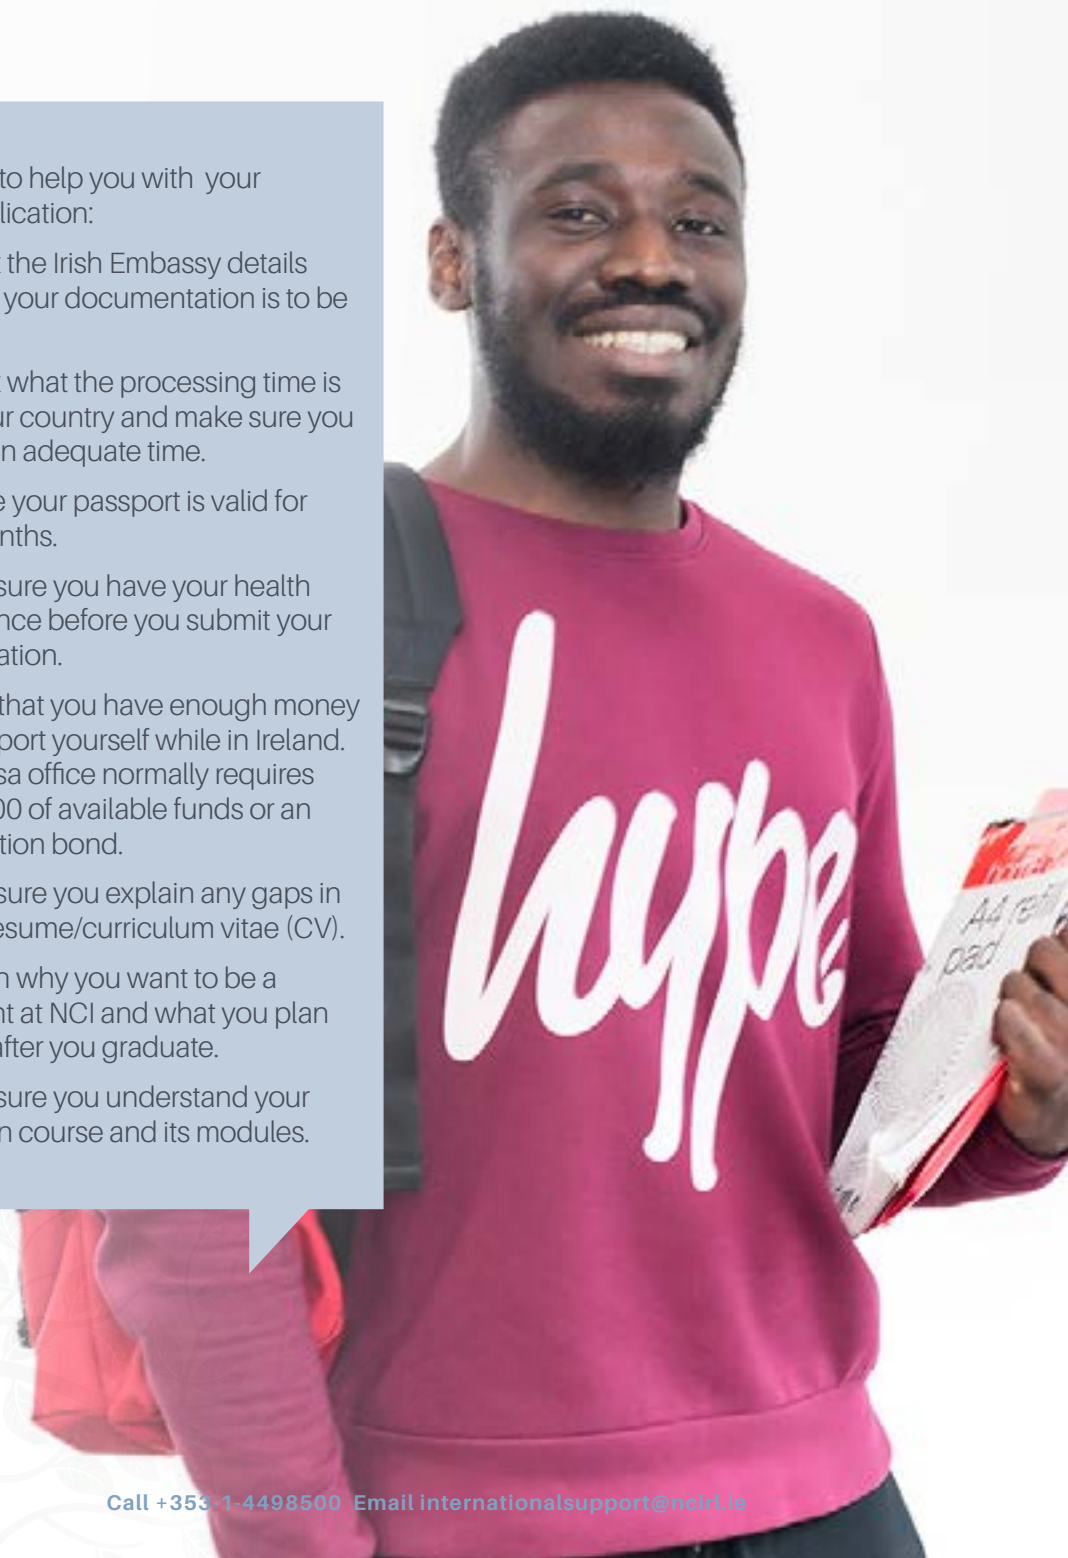 to help you with your
lication:
the Irish Embassy details
your documentation is to be
what the processing time is
ur country and make sure you
n adequate time.
e your passport is valid for
nths.
sure you have your health
nce before you submit your
ation.
that you have enough money
port yourself while in Ireland.
sa office normally requires
00 of available funds or an
tion bond.
sure you explain any gaps in
esume/curriculum vitae (CV).
n why you want to be a
nt at NCI and what you plan
after you graduate.
sure you understand your
n course and its modules.
hype
A4 refill
pad
Call +353-1-4498500 Email internationalsupport@ncirl.ie